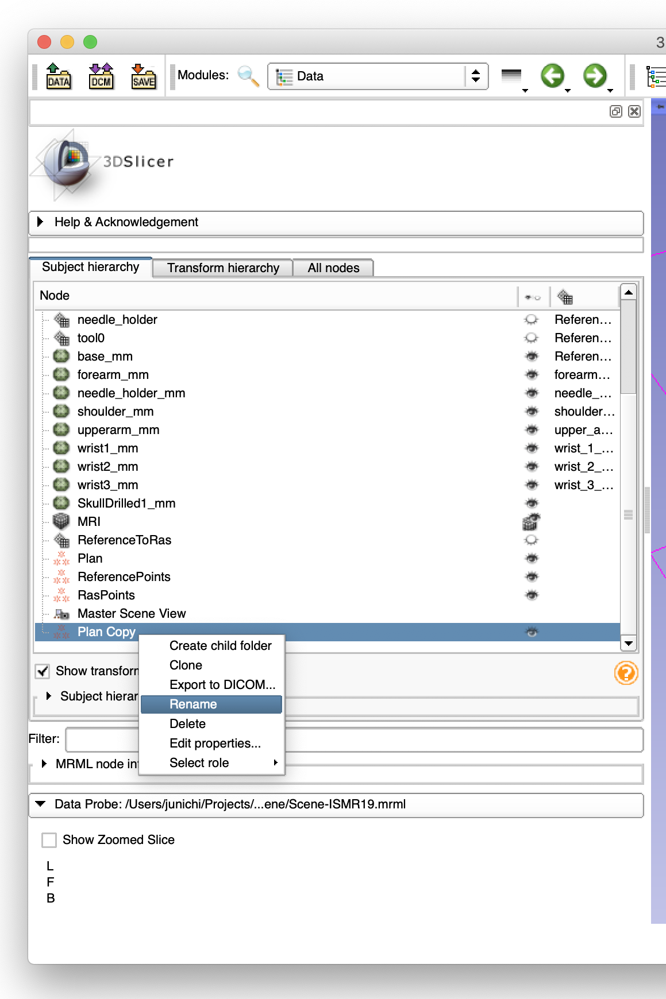 3
DATA
DCM
SAVE
Modules:
Data
3DSlicer
Help & Acknowledgement
Subject hierarchy
Transform hierarchy
All nodes
Node
needle_holder Referen...
tool0 Referen...
base_mm Referen...
forearm_mm forearm...
needle_holder_mm needle_...
shoulder_mm shoulder...
upperarm_mm upper_a...
wrist1_mm wrist_1_...
wrist2_mm wrist_2_...
wrist3_mm wrist_3_...
SkullDrilled1_mm
MRI
ReferenceToRas
Plan
ReferencePoints
RasPoints
Master Scene View
Plan Copy
Create child folder
Clone
Export to DICOM...
Rename
Delete
Edit properties...
Select role
Show transform
?
Subject hierar
Filter:
MRML node in
Data Probe: /Users/junichi/Projects/...ene/Scene-ISMR19.mrml
Show Zoomed Slice
L
F
B